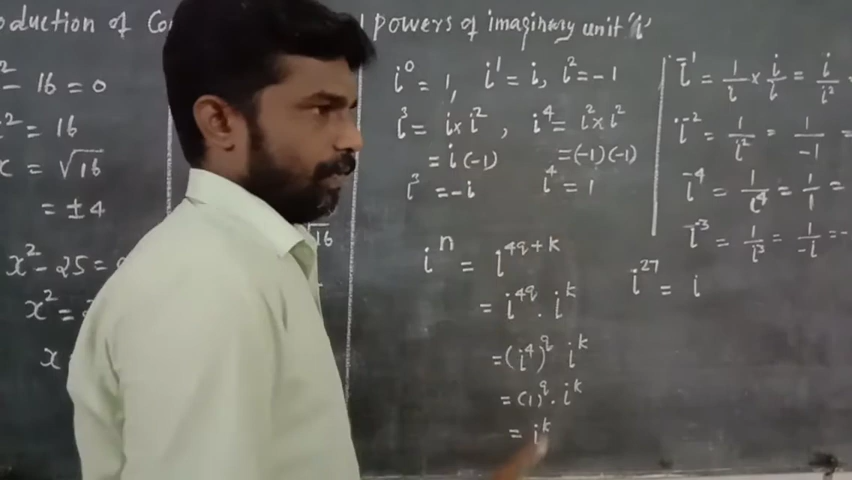 oduction of Co powers of imaginary unit 'i'
² - 16 = 0
² = 16
x = √16
= ± 4
x² - 25 =
x² =
x
√16
i⁰ = 1, i¹ = i, i² = -1
i³ = i × i², i⁴ = i² × i²
= i (-1) = (-1)(-1)
i³ = -i i⁴ = 1
iⁿ = i^(4q+k)
= i^(4q) · i^k
= (i⁴)^q i^k
= (1)^q · i^k
= i^k
i⁻¹ = 1/i × i/i = i/i²
i⁻² = 1/i² = 1/-1 =
i⁻⁴ = 1/i⁴ = 1/1 =
i⁻³ = 1/i³ = 1/-i = -
i²⁷ = i